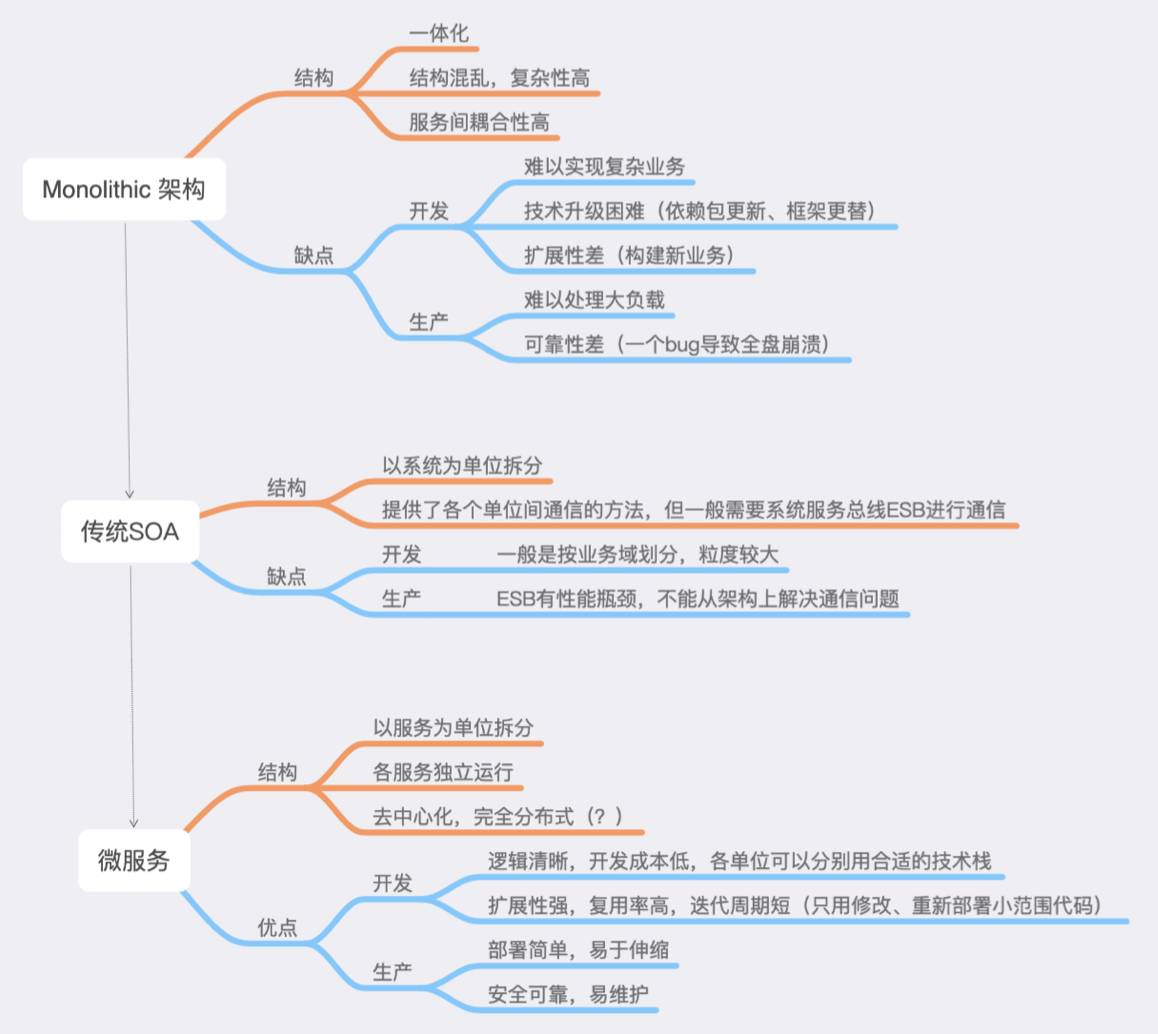 一体化
结构
结构混乱，复杂性高
服务间耦合性高
Monolithic 架构
难以实现复杂业务
开发
技术升级困难（依赖包更新、框架更替）
缺点
扩展性差（构建新业务）
难以处理大负载
生产
可靠性差（一个bug导致全盘崩溃）
以系统为单位拆分
结构
提供了各个单位间通信的方法，但一般需要系统服务总线ESB进行通信
传统SOA
开发
一般是按业务域划分，粒度较大
缺点
生产
ESB有性能瓶颈，不能从架构上解决通信问题
以服务为单位拆分
结构
各服务独立运行
去中心化，完全分布式（？）
微服务
逻辑清晰，开发成本低，各单位可以分别用合适的技术栈
开发
扩展性强，复用率高，迭代周期短（只用修改、重新部署小范围代码）
优点
部署简单，易于伸缩
生产
安全可靠，易维护